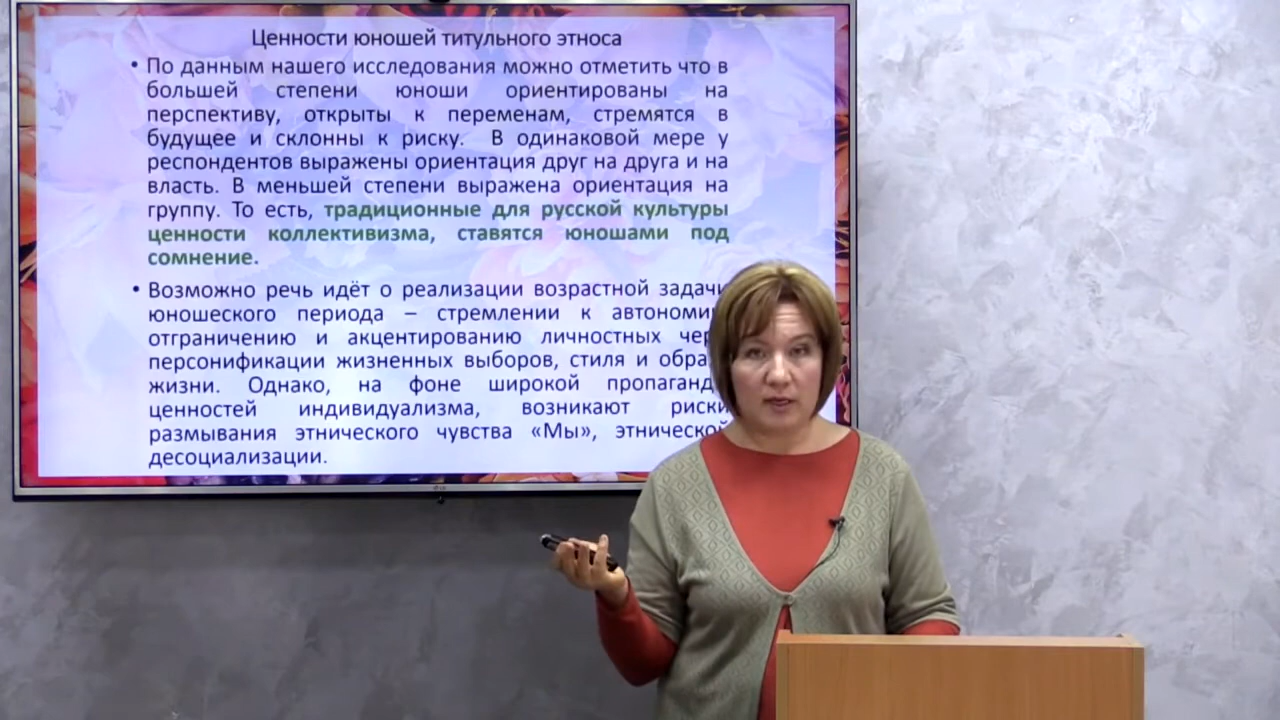 Ценности юношей титульного этноса
• По данным нашего исследования можно отметить что в
большей степени юноши ориентированы на
перспективу, открыты к переменам, стремятся в
будущее и склонны к риску. В одинаковой мере у
респондентов выражены ориентация друг на друга и на
власть. В меньшей степени выражена ориентация на
группу. То есть, традиционные для русской культуры
ценности коллективизма, ставятся юношами под
сомнение.
• Возможно речь идёт о реализации возрастной задачи
юношеского периода – стремлении к автономии
отграничению и акцентированию личностных
персонификации жизненных выборов, стиля и
жизни. Однако, на фоне широкой
ценностей индивидуализма, возникают риски
размывания этнического чувства «Мы», этнической
десоциализации.
LG